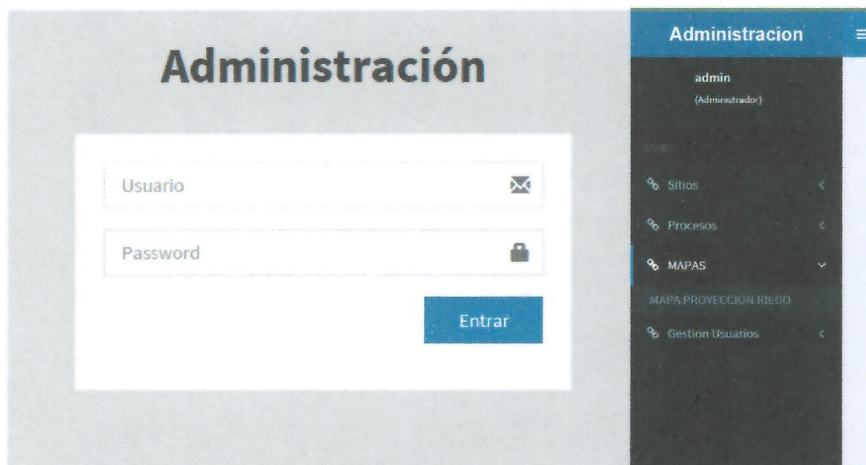 Administración
Usuario
Password
Entrar
Administracion
admin
(Administrador)
Sitios
Procesos
MAPAS
MAPA PROYECCION RIEGO
Gestion Usuarios